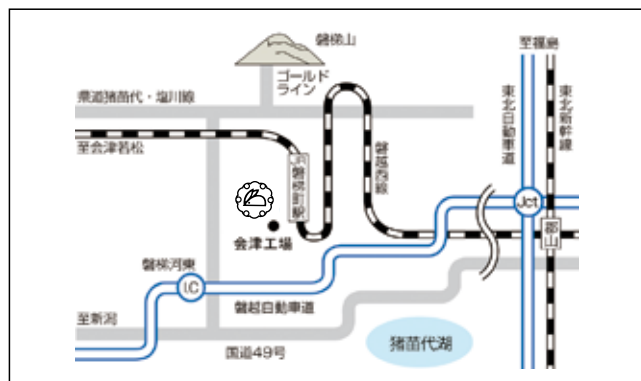 磐梯山
至福島
ゴールド
ライン
県道猪苗代・塩川線
東北自動車道
東北新幹線
至会津若松
JR磐梯町駅
磐越西線
Jct
会津工場
郡山
磐梯河東
I.C
磐越自動車道
至新潟
国道49号
猪苗代湖